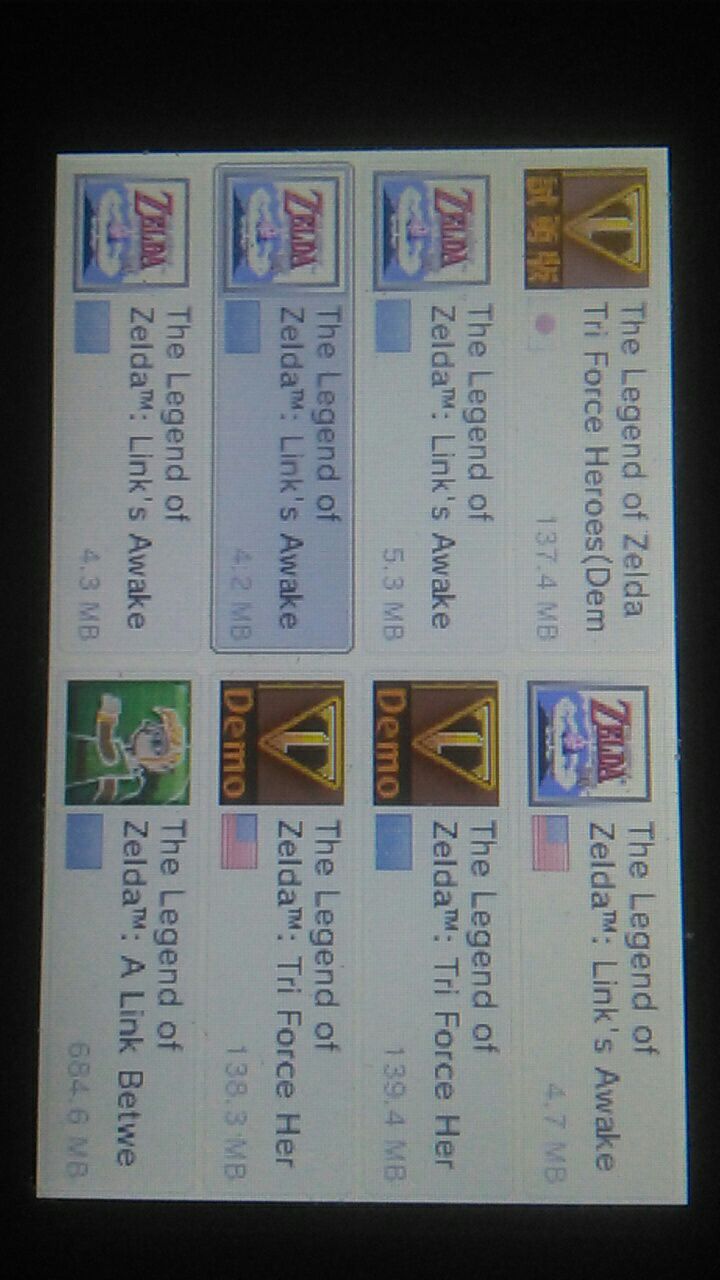 The Legend of Zelda
Tri Force Heroes(Dem
137.4 MB
ZELDA
The Legend of
Zelda™: Link's Awake
4.7 MB
ZELDA
The Legend of
Zelda™: Link's Awake
5.3 MB
Demo
The Legend of
Zelda™: Tri Force Her
139.4 MB
ZELDA
The Legend of
Zelda™: Link's Awake
4.2 MB
Demo
The Legend of
Zelda™: Tri Force Her
138.3 MB
ZELDA
The Legend of
Zelda™: Link's Awake
4.3 MB
The Legend of
Zelda™: A Link Betwe
684.6 MB